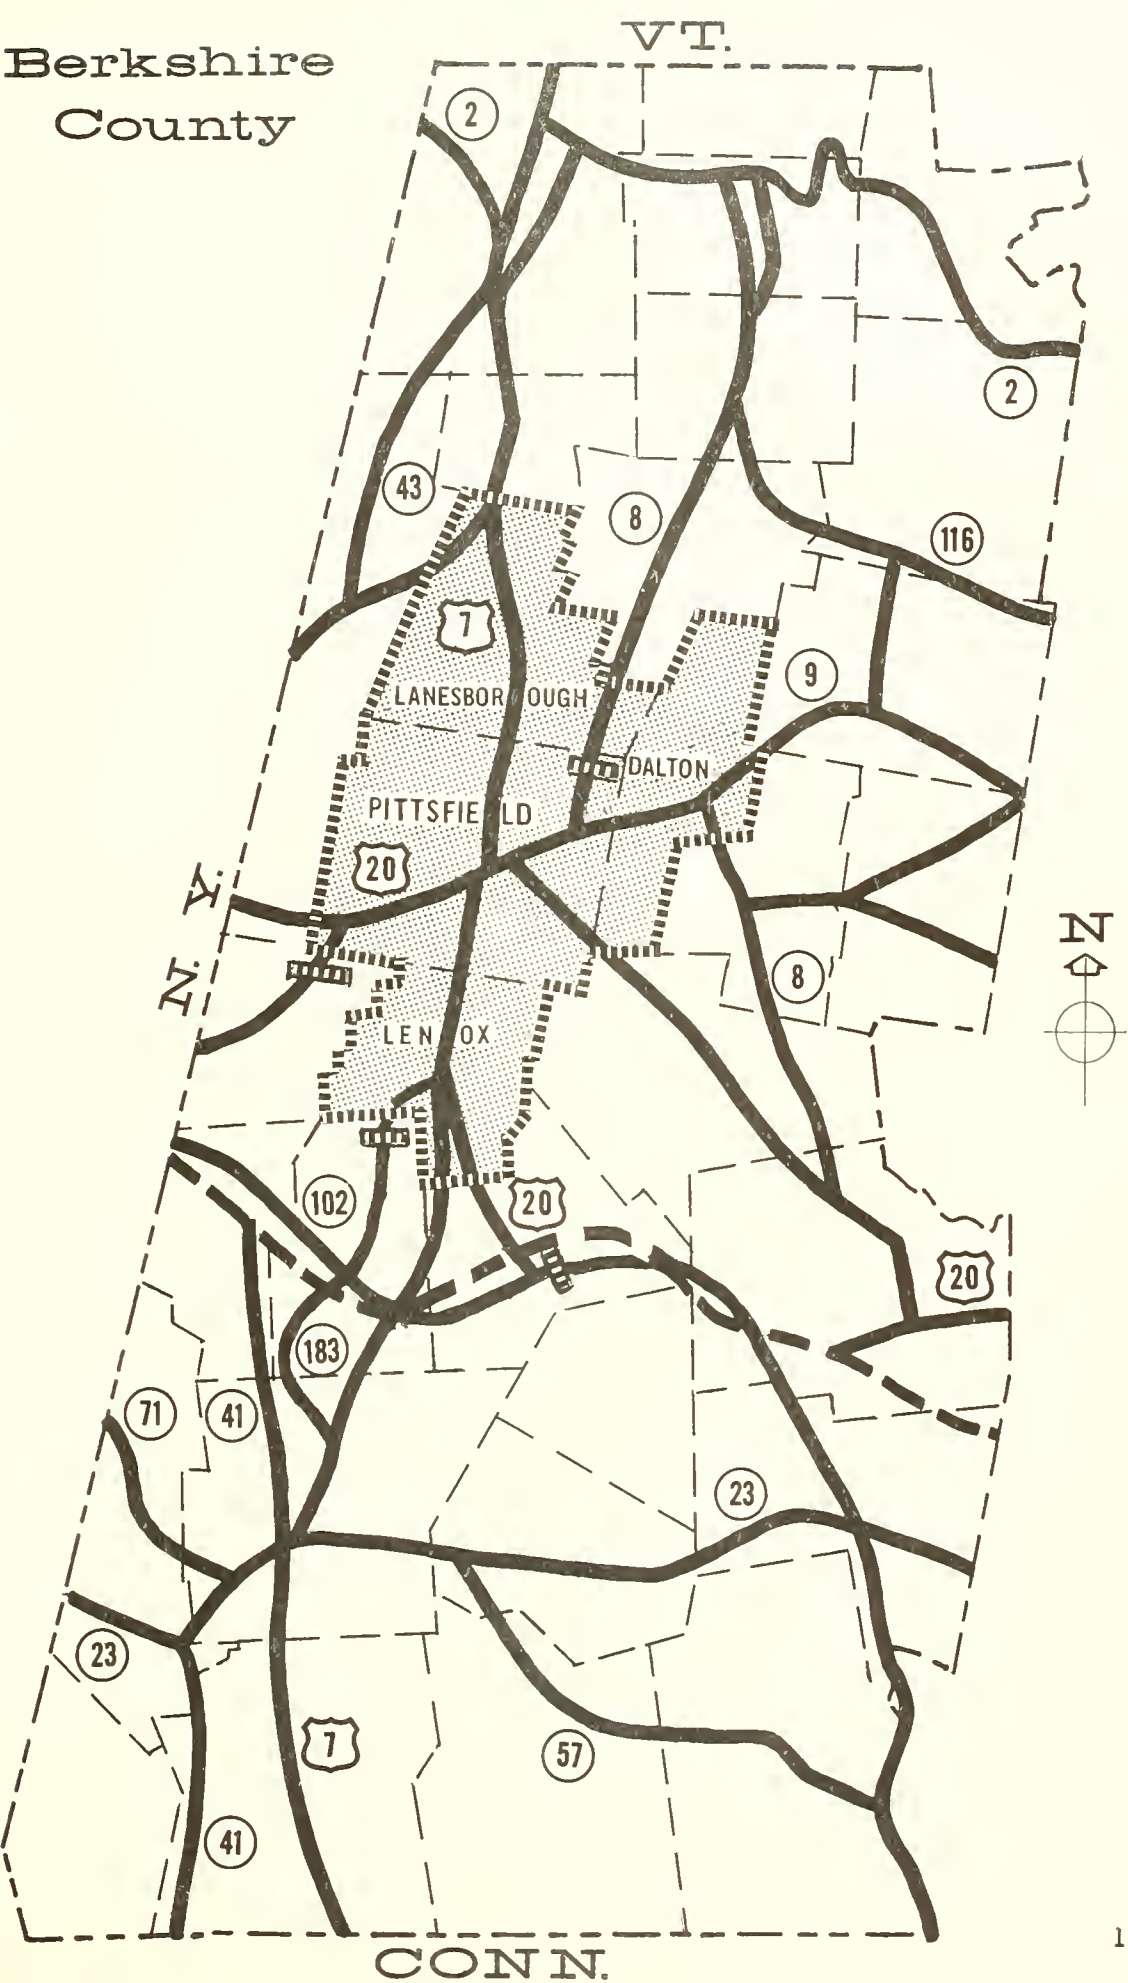 VT.
Berkshire
County
2
2
43
8
116
7
9
LANESBOROUGH
DALTON
PITTSFIELD
20
N. Y.
N
8
LENOX
102
20
20
183
71
41
23
23
7
57
41
1
CONN.